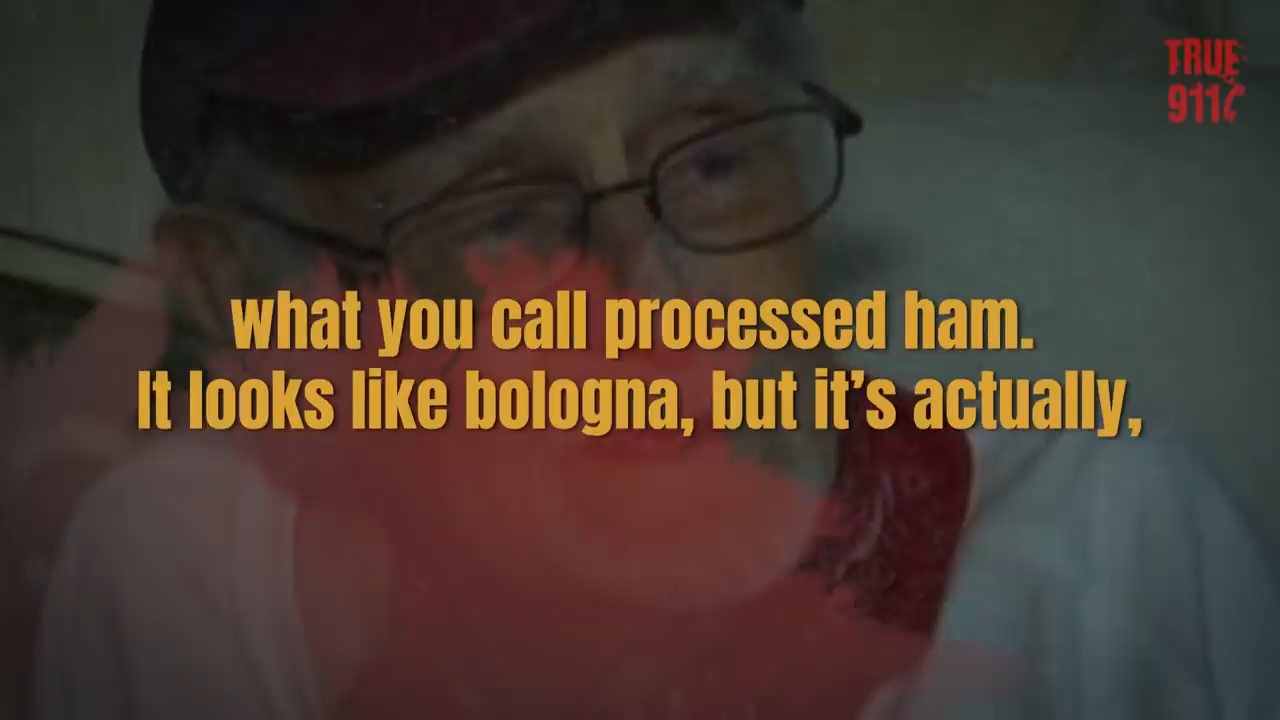 TRUE
911
what you call processed ham.
It looks like bologna, but it's actually,